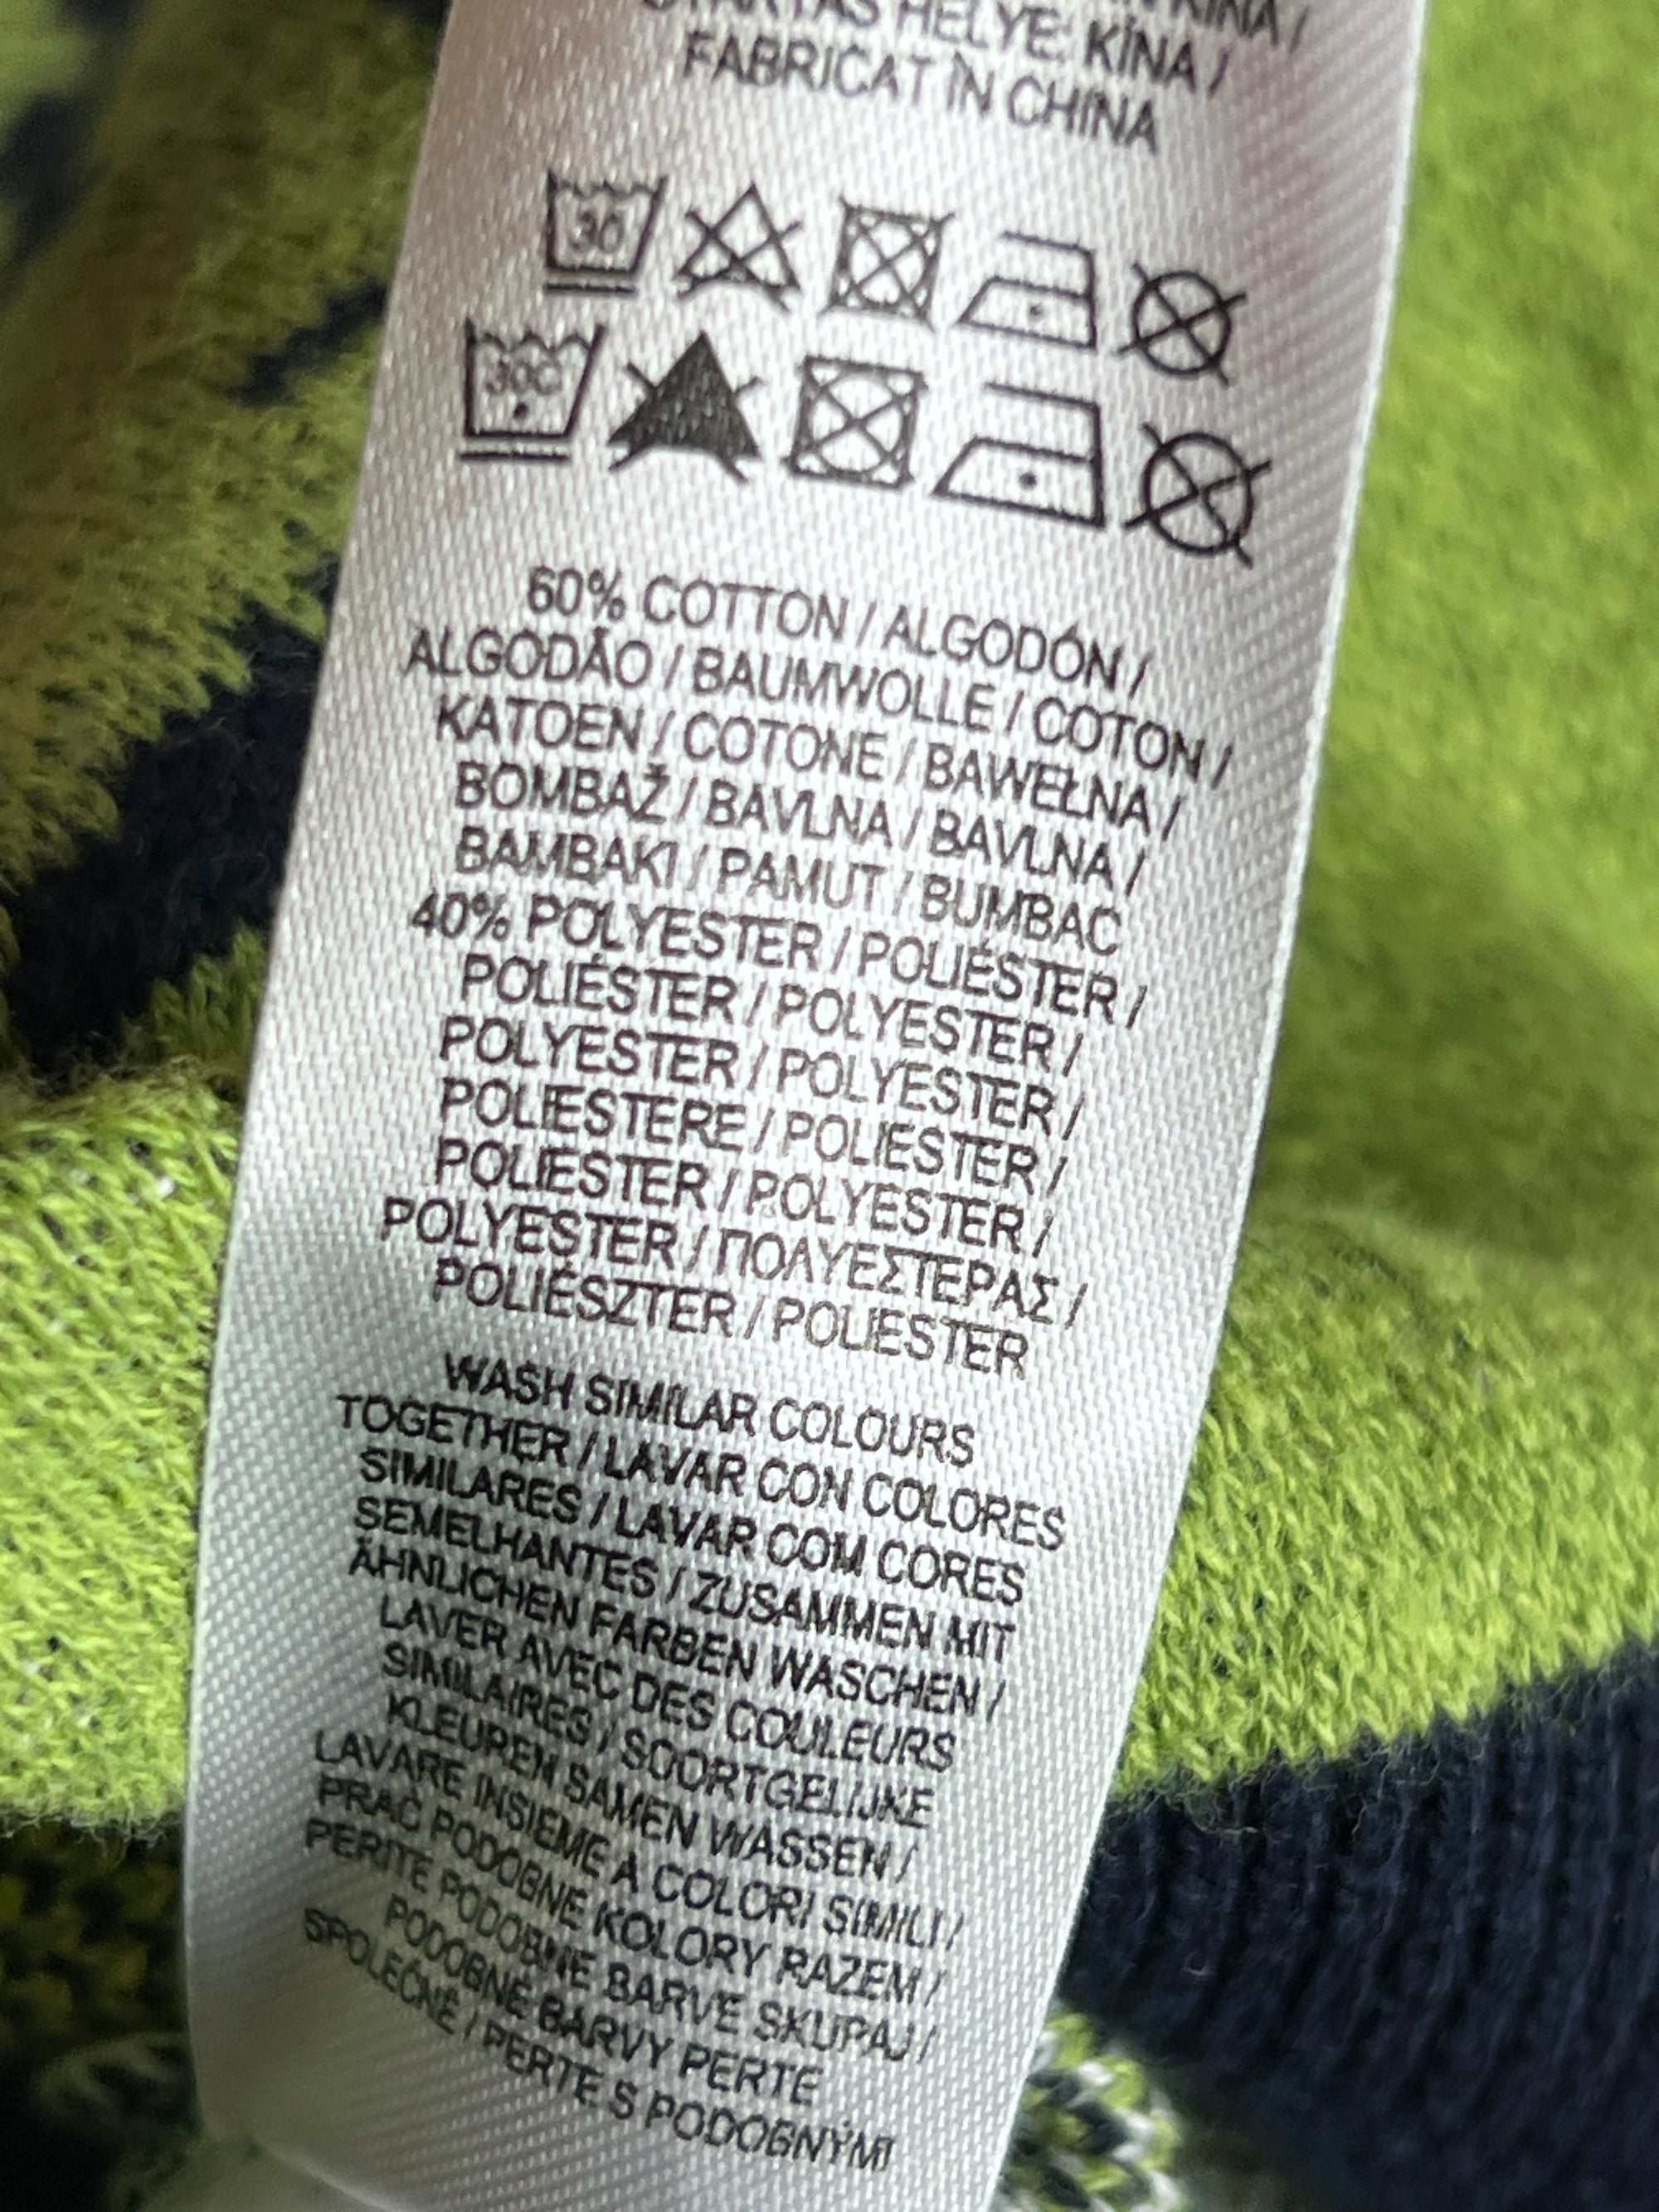 HELYE: KÍNA /
FABRICAT ÎN CHINA
30
30C
60% COTTON / ALGODÓN /
ALGODÃO / BAUMWOLLE / COTON /
KATOEN / COTONE / BAWEŁNA /
BOMBAŽ / BAVLNA / BAVLNA /
BAMBAKI / PAMUT / BUMBAC
40% POLYESTER / POLIÉSTER /
POLIÉSTER / POLYESTER /
POLYESTER / POLYESTER /
POLIESTERE / POLIESTER /
POLIESTER / POLYESTER /
POLYESTER / ΠΟΛΥΕΣΤΕΡΑΣ /
POLIÉSZTER / POLIESTER
WASH SIMILAR COLOURS
TOGETHER / LAVAR CON COLORES
SIMILARES / LAVAR COM CORES
SEMELHANTES / ZUSAMMEN MIT
ÄHNLICHEN FARBEN WASCHEN /
LAVER AVEC DES COULEURS
SIMILAIRES / SOORTGELIJKE
KLEUREN SAMEN WASSEN /
LAVARE INSIEME A COLORI SIMILI /
PRAĆ PODOBNE KOLORY RAZEM /
PERITE PODOBNE BARVE SKUPAJ /
PODOBNÉ BARVY PERTE
SPOLEČNĚ / PERTE S PODOBNÝMI